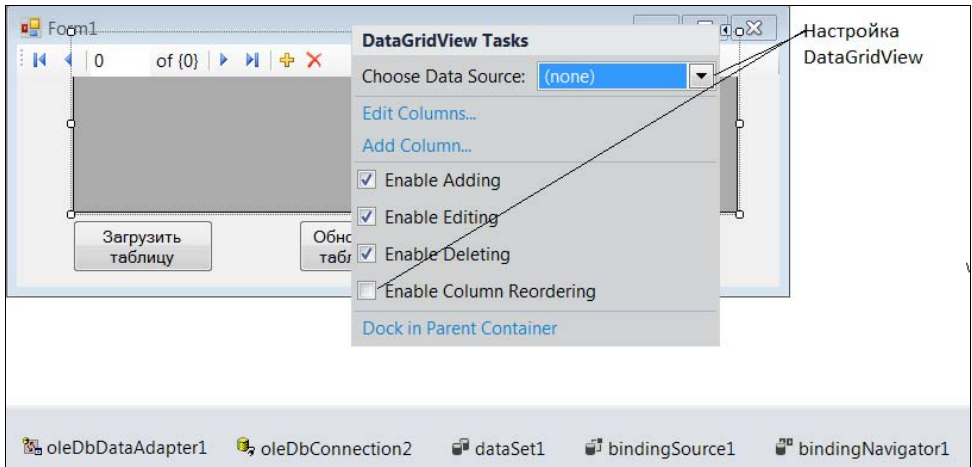 Form1
0 of {0}
DataGridView Tasks
Choose Data Source: (none)
Edit Columns...
Add Column...
Enable Adding
Enable Editing
Enable Deleting
Enable Column Reordering
Dock in Parent Container
Настройка
DataGridView
Загрузить
таблицу
oleDbDataAdapter1 oleDbConnection2 dataSet1 bindingSource1 bindingNavigator1